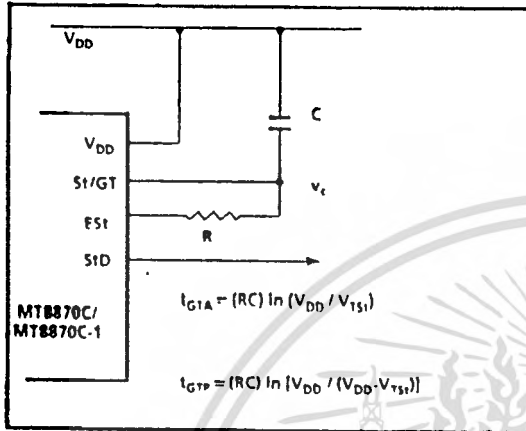 V_DD
C
V_DD
St/GT
v_c
ESt
R
StD
MT8870C/
MT8870C-1
t_GTA = (RC) ln (V_DD / V_TSt)
t_GTP = (RC) ln [V_DD / (V_DD-V_TSt)]